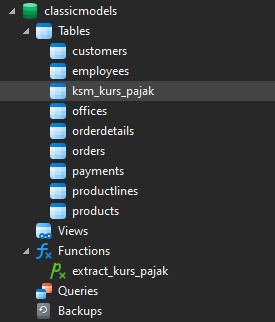 classicmodels
Tables
customers
employees
ksm_kurs_pajak
offices
orderdetails
orders
payments
productlines
products
Views
Functions
extract_kurs_pajak
Queries
Backups